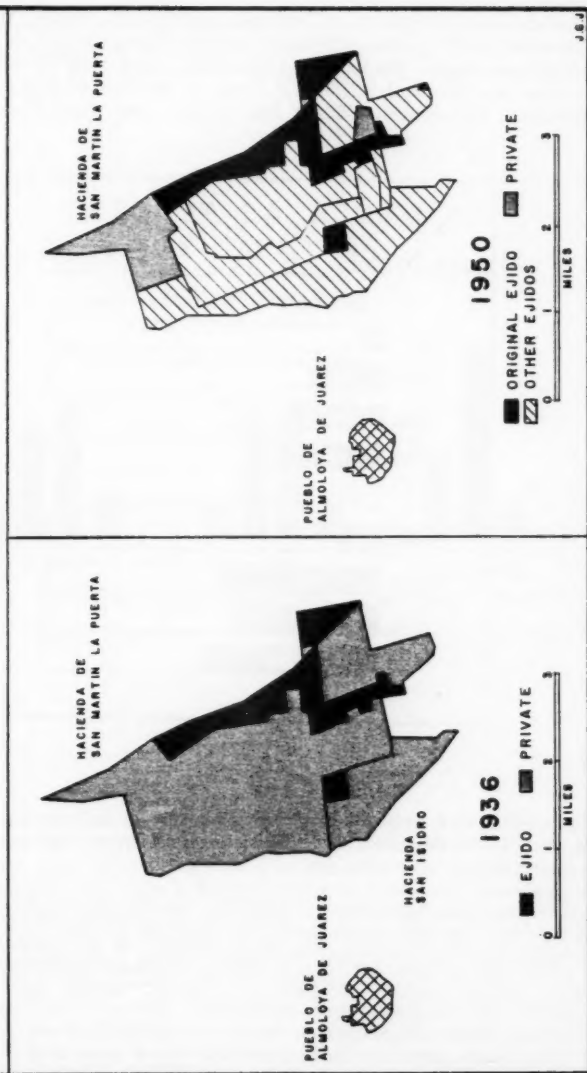 HACIENDA DE
SAN MARTIN LA PUERTA
PUEBLO DE
ALMOLOYA DE JUAREZ
HACIENDA
SAN ISIDRO
1936
EJIDO PRIVATE
0 1 2 3
MILES
HACIENDA DE
SAN MARTIN LA PUERTA
PUEBLO DE
ALMOLOYA DE JUAREZ
1950
ORIGINAL EJIDO PRIVATE
OTHER EJIDOS
0 1 2 3
MILES